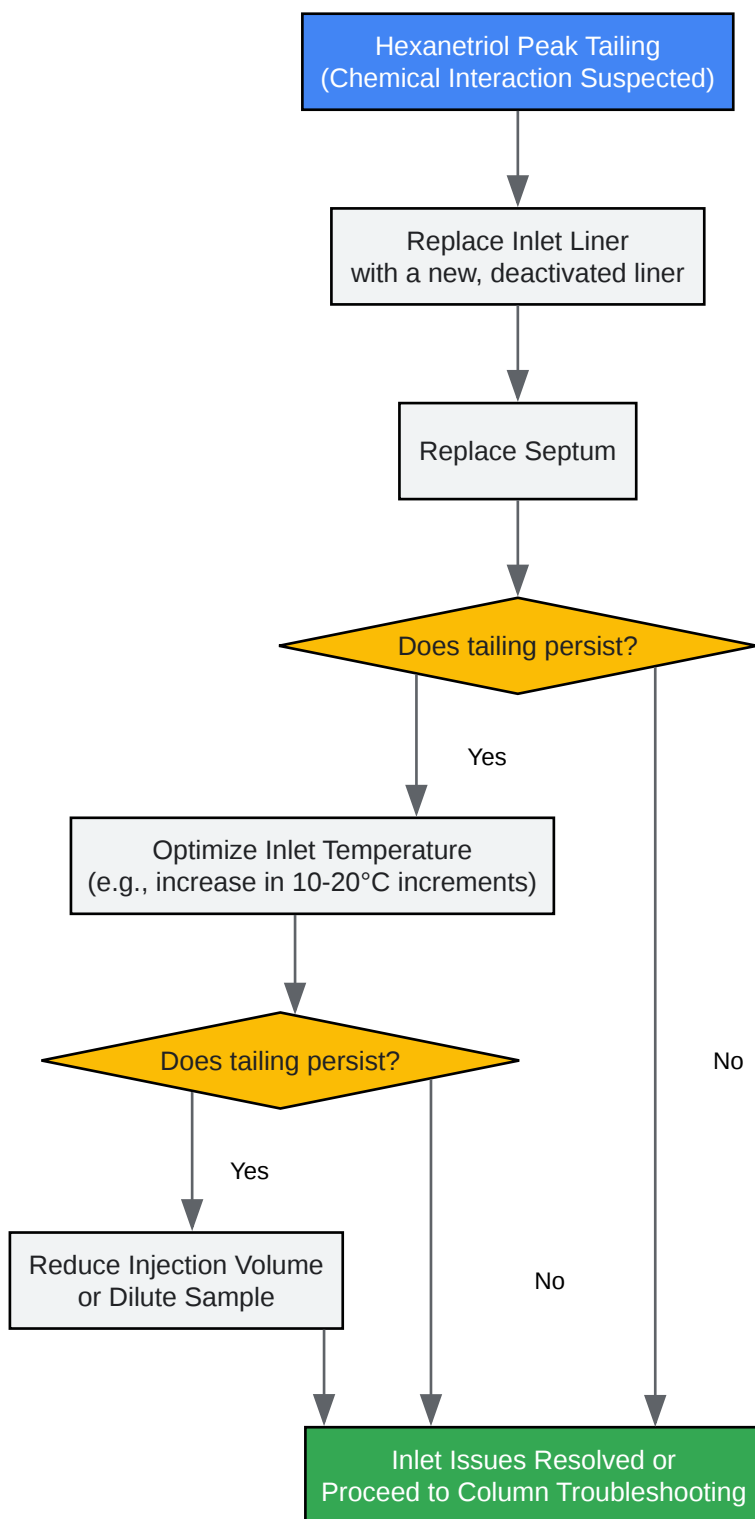 Hexanetriol Peak Tailing
(Chemical Interaction Suspected)
Replace Inlet Liner
with a new, deactivated liner
Replace Septum
Does tailing persist?
Yes
Optimize Inlet Temperature
(e.g., increase in 10-20°C increments)
Does tailing persist?
No
Yes
Reduce Injection Volume
or Dilute Sample
No
Inlet Issues Resolved or
Proceed to Column Troubleshooting